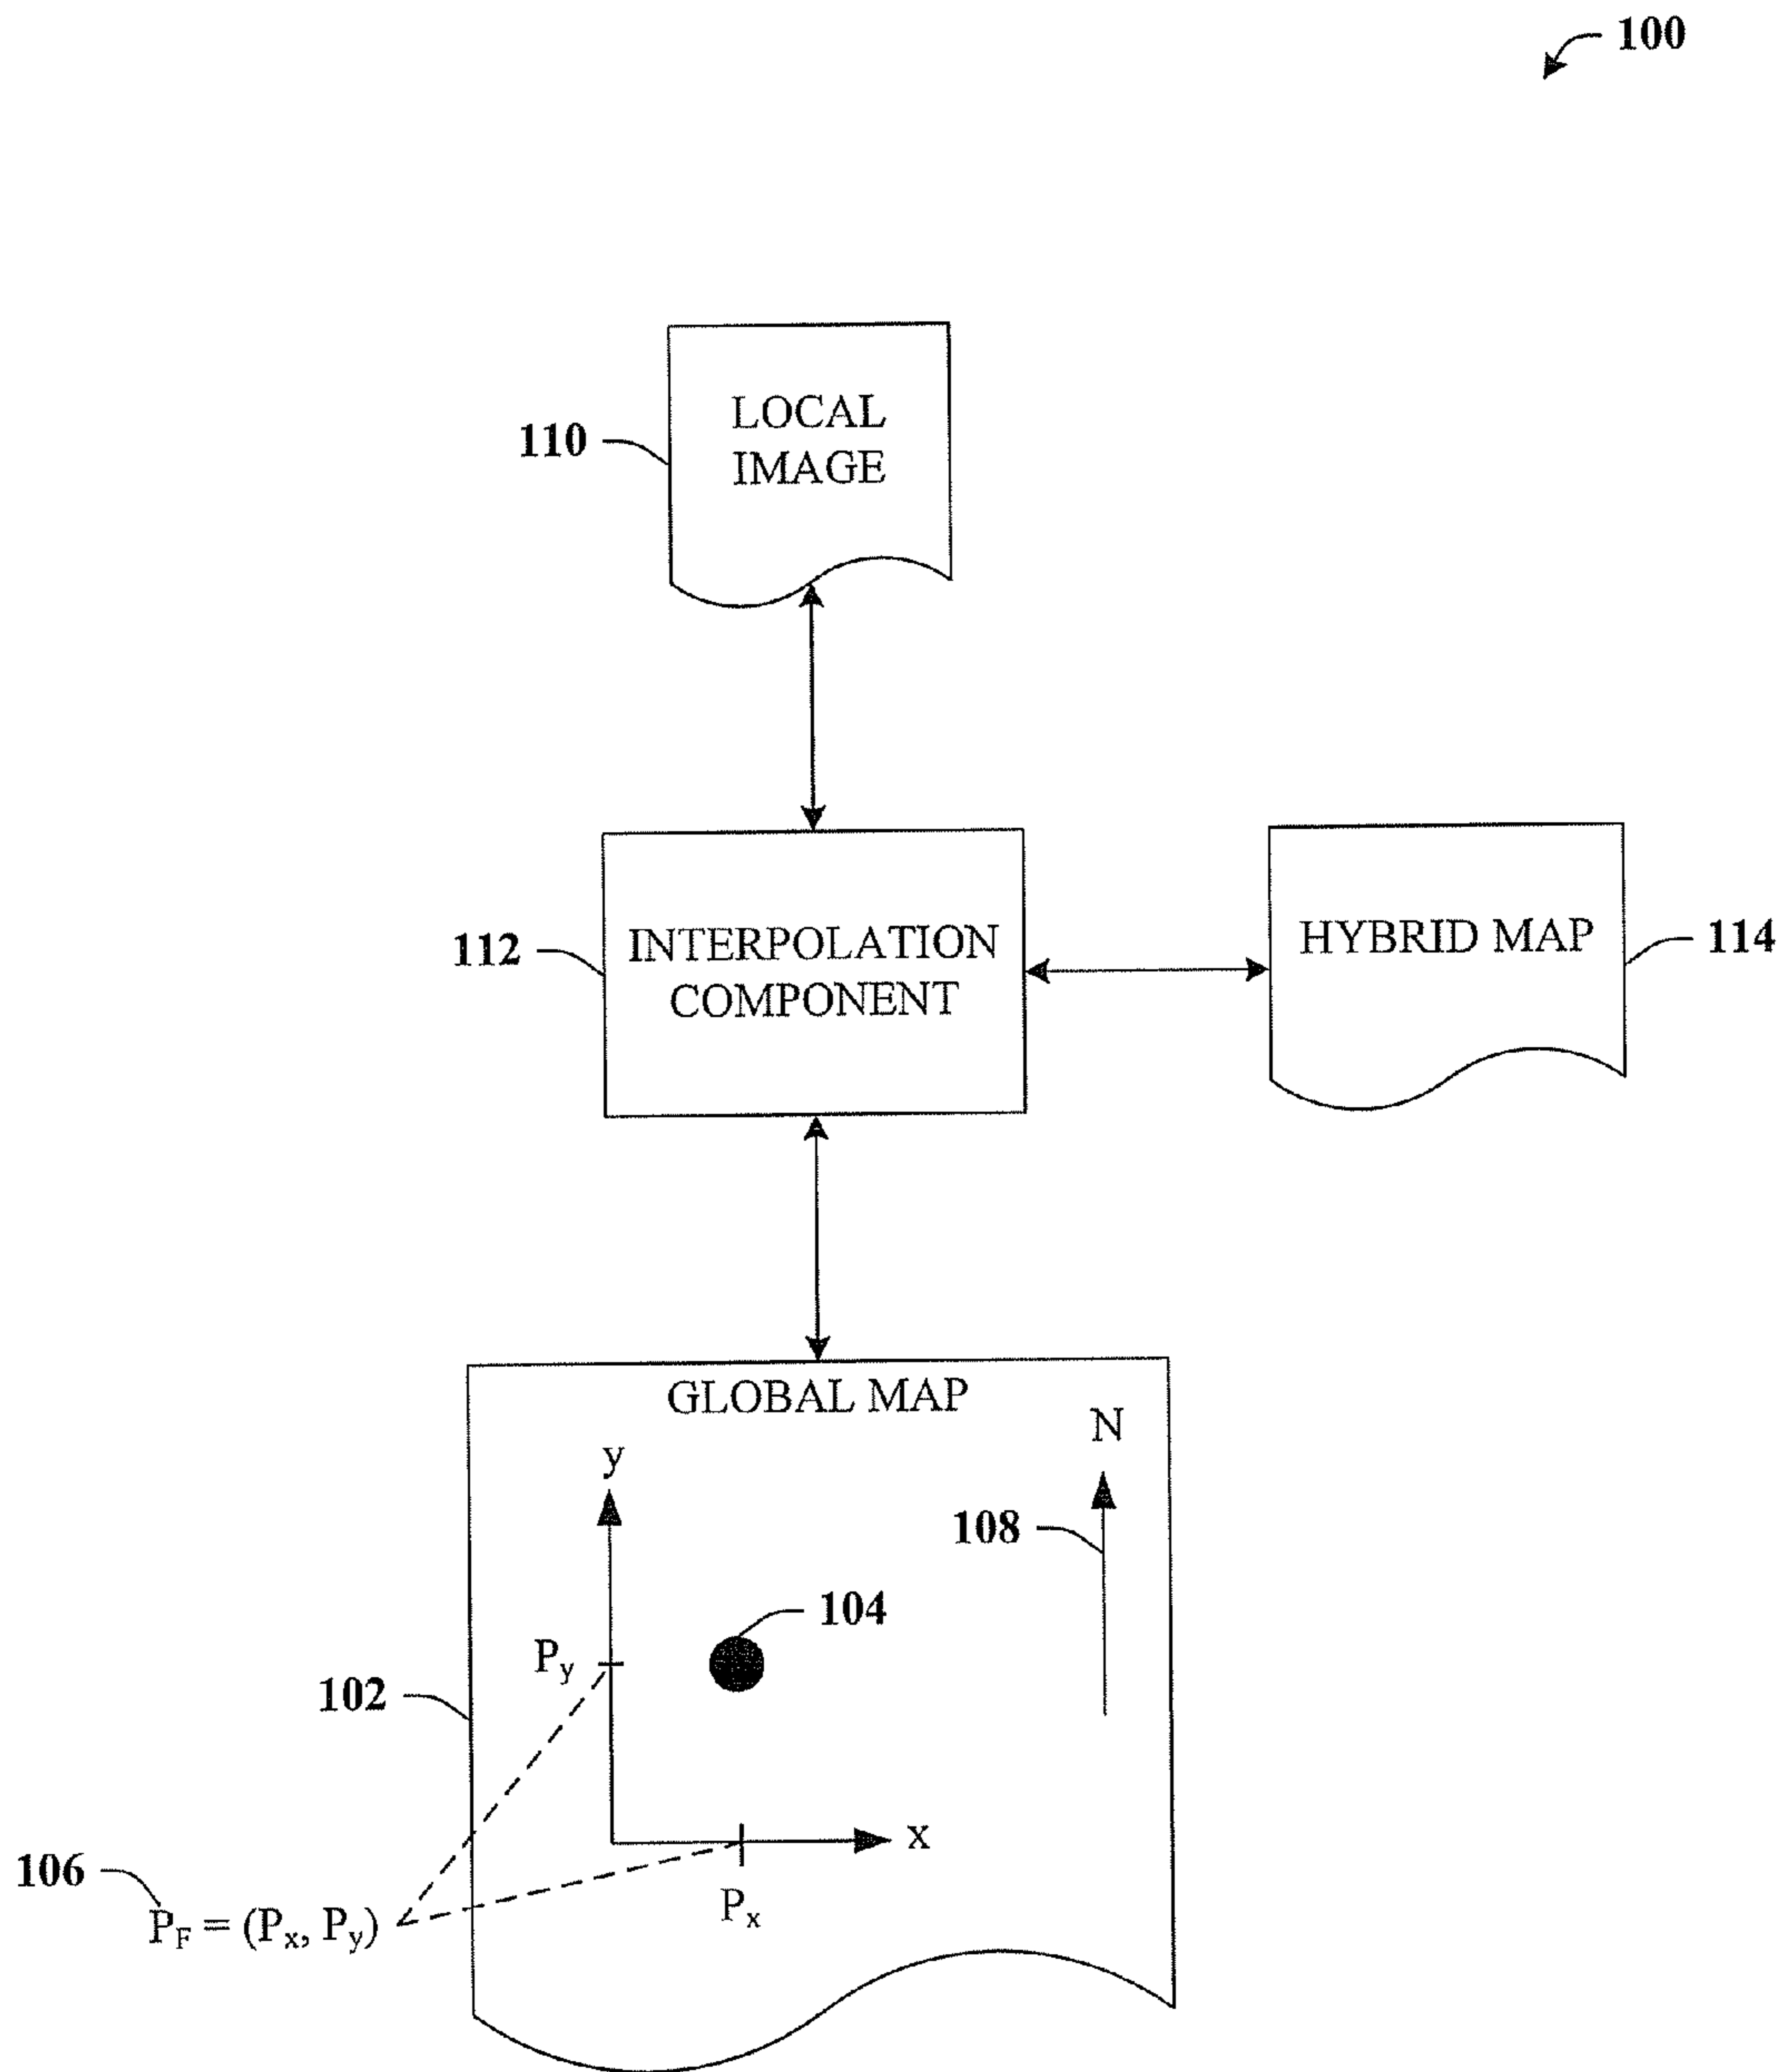 100
LOCAL
IMAGE
110
INTERPOLATION
COMPONENT
112
HYBRID MAP
114
GLOBAL MAP
N
y
108
104
Py
102
x
106
Px
PF = (Px, Py)